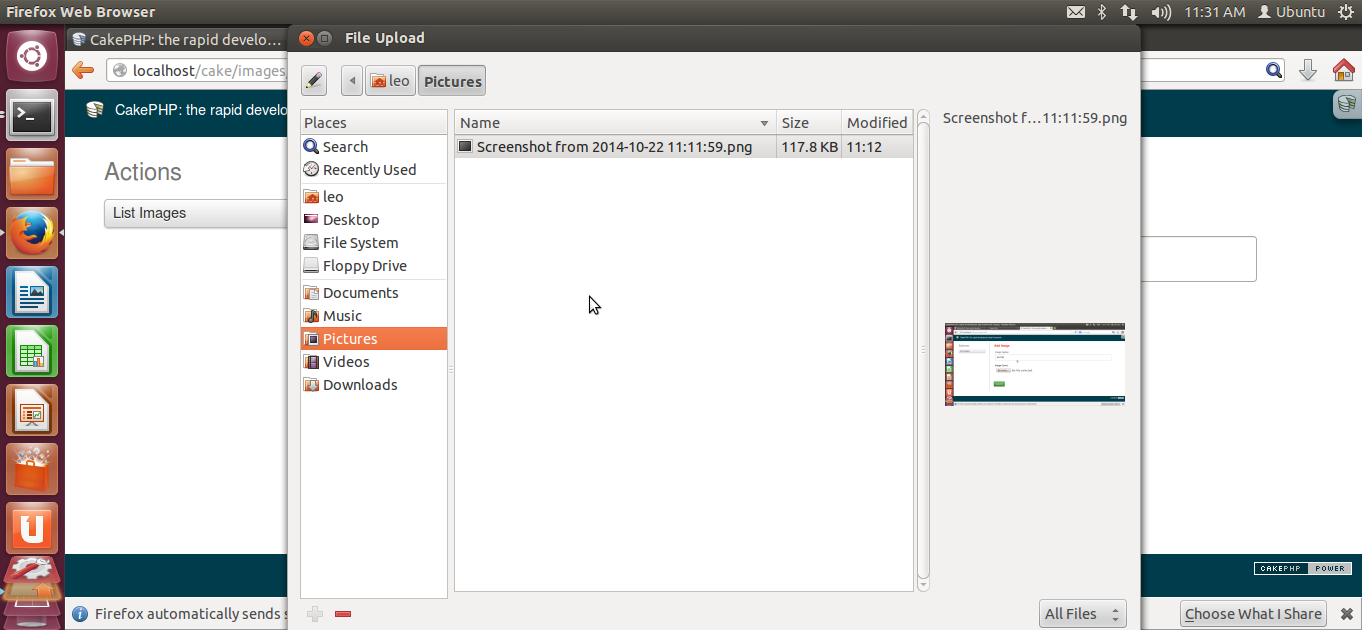 Firefox Web Browser
11:31 AM Ubuntu
CakePHP: the rapid develo...
File Upload
localhost/cake/images
leo Pictures
CakePHP: the rapid develo
Places
Name Size Modified
Screenshot f...11:11:59.png
Search
Screenshot from 2014-10-22 11:11:59.png 117.8 KB 11:12
Recently Used
Actions
leo
List Images
Desktop
File System
Floppy Drive
Documents
Music
Pictures
Videos
Downloads
CAKEPHP POWER
Firefox automatically sends s
All Files
Choose What I Share